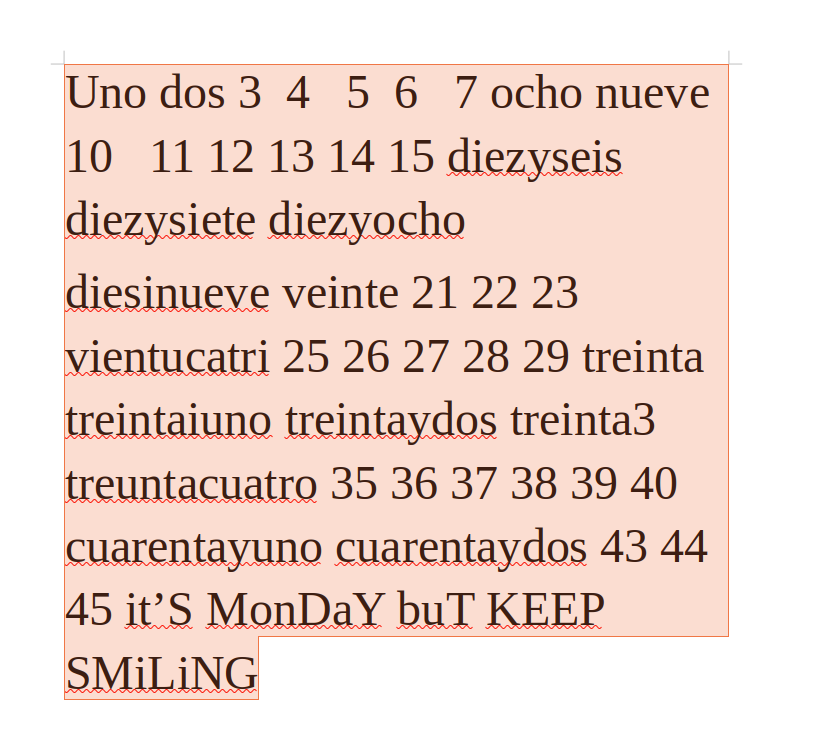 Uno dos 3  4   5  6   7 ocho nueve
10   11 12 13 14 15 diezyseis
diezysiete diezyocho
diesinueve veinte 21 22 23
vientucatri 25 26 27 28 29 treinta
treintaiuno treintaydos treinta3
treuntacuatro 35 36 37 38 39 40
cuarentayuno cuarentaydos 43 44
45 it’S MonDaY buT KEEP
SMiLiNG